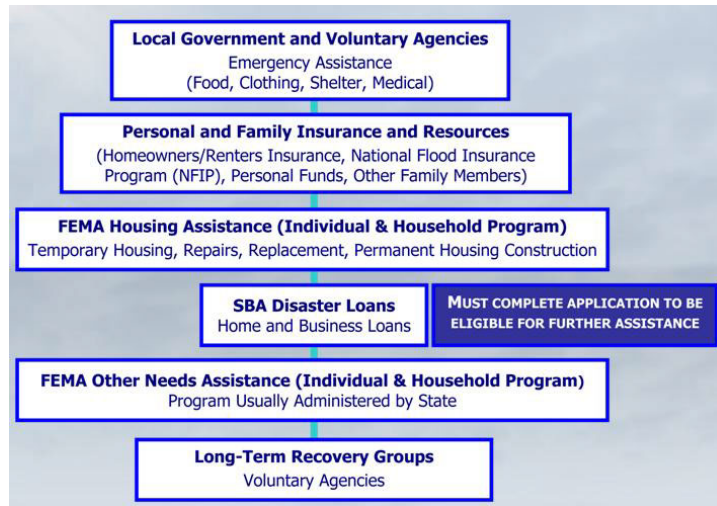 Local Government and Voluntary Agencies
Emergency Assistance
(Food, Clothing, Shelter, Medical)
Personal and Family Insurance and Resources
(Homeowners/Renters Insurance, National Flood Insurance
Program (NFIP), Personal Funds, Other Family Members)
FEMA Housing Assistance (Individual & Household Program)
Temporary Housing, Repairs, Replacement, Permanent Housing Construction
SBA Disaster Loans
Home and Business Loans
MUST COMPLETE APPLICATION TO BE
ELIGIBLE FOR FURTHER ASSISTANCE
FEMA Other Needs Assistance (Individual & Household Program)
Program Usually Administered by State
Long-Term Recovery Groups
Voluntary Agencies